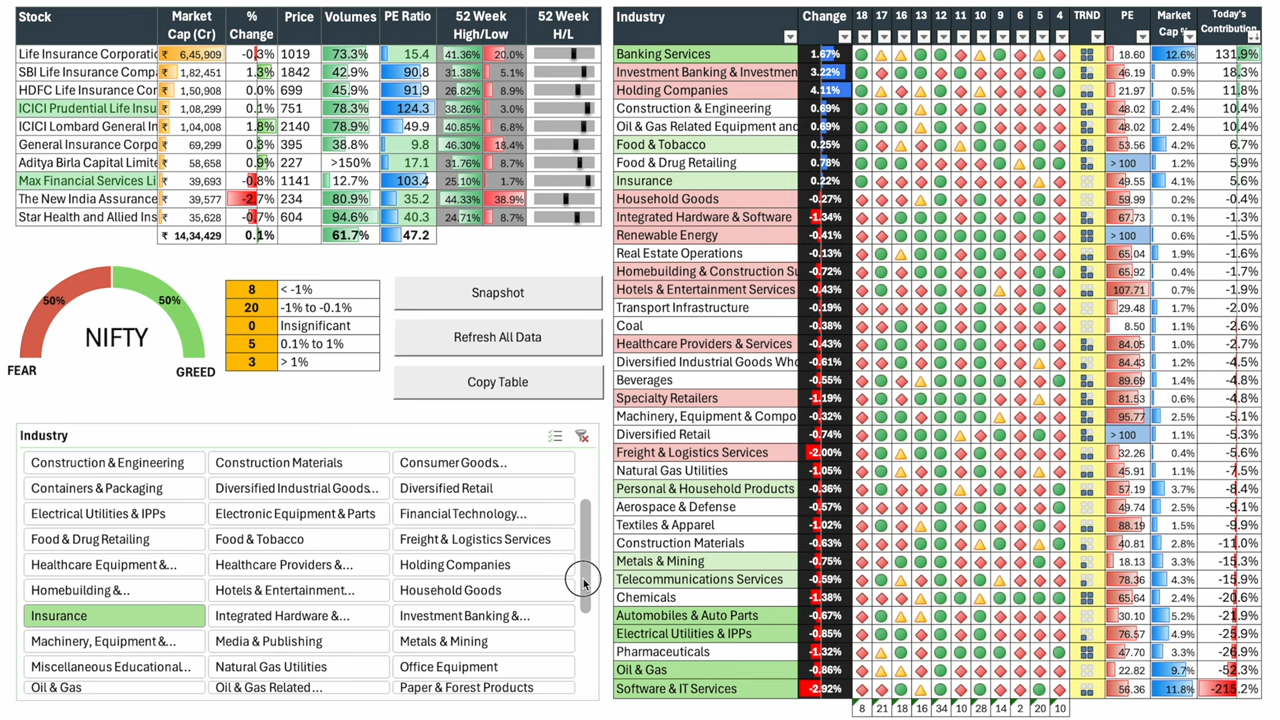 Stock Market Cap (Cr) % Change Price Volumes PE Ratio 52 Week High/Low 52 Week H/L
Life Insurance Corporatic ₹ 6,45,909 -0.3% 1019 73.3% 15.4 41.36% 20.0%
SBI Life Insurance Comp ₹ 1,82,451 1.3% 1842 42.9% 90.8 31.38% 5.1%
HDFC Life Insurance Cor ₹ 1,50,908 0.0% 699 45.9% 91.9 26.82% 8.9%
ICICI Prudential Life Insu ₹ 1,08,299 0.1% 751 78.3% 124.3 38.26% 3.0%
ICICI Lombard General In ₹ 1,04,008 1.8% 2140 78.9% 49.9 40.85% 6.8%
General Insurance Corpo ₹ 69,299 0.3% 395 38.8% 9.8 46.30% 18.4%
Aditya Birla Capital Limite ₹ 58,658 0.9% 227 >150% 17.1 31.76% 8.7%
Max Financial Services Li ₹ 39,693 -0.8% 1141 12.7% 103.4 25.10% 1.7%
The New India Assurance ₹ 39,577 -2.7% 234 80.9% 35.2 44.33% 38.9%
Star Health and Allied Ins ₹ 35,628 -0.7% 604 94.6% 40.3 24.71% 8.7%
₹ 14,34,429 0.1% 61.7% 47.2
50% 50%
NIFTY
FEAR GREED
8 < -1%
20 -1% to -0.1%
0 Insignificant
5 0.1% to 1%
3 > 1%
Snapshot
Refresh All Data
Copy Table
Industry
Construction & Engineering Construction Materials Consumer Goods...
Containers & Packaging Diversified Industrial Goods... Diversified Retail
Electrical Utilities & IPPs Electronic Equipment & Parts Financial Technology...
Food & Drug Retailing Food & Tobacco Freight & Logistics Services
Healthcare Equipment &... Healthcare Providers &... Holding Companies
Homebuilding &... Hotels & Entertainment... Household Goods
Insurance Integrated Hardware &... Investment Banking &...
Machinery, Equipment &... Media & Publishing Metals & Mining
Miscellaneous Educational... Natural Gas Utilities Office Equipment
Oil & Gas Oil & Gas Related... Paper & Forest Products
Industry Change 18 17 16 13 12 11 10 9 6 5 4 TRND PE Market Cap % Today's Contribution
Banking Services 1.67% 18.60 12.6% 131.9%
Investment Banking & Investmen 3.22% 46.19 0.9% 18.3%
Holding Companies 4.11% 21.97 0.5% 11.8%
Construction & Engineering 0.69% 48.02 2.4% 10.4%
Oil & Gas Related Equipment and 0.69% 48.02 2.4% 10.4%
Food & Tobacco 0.25% 53.56 4.2% 6.7%
Food & Drug Retailing 0.78% > 100 1.2% 5.9%
Insurance 0.22% 49.55 4.1% 5.6%
Household Goods -0.27% 59.99 0.2% -0.4%
Integrated Hardware & Software -1.34% 67.73 0.1% -1.3%
Renewable Energy -0.41% > 100 0.6% -1.5%
Real Estate Operations -0.13% 65.04 1.9% -1.6%
Homebuilding & Construction Su -0.72% 65.92 0.4% -1.7%
Hotels & Entertainment Services -0.43% 107.71 0.7% -1.9%
Transport Infrastructure -0.19% 29.48 1.7% -2.0%
Coal -0.38% 8.50 1.1% -2.6%
Healthcare Providers & Services -0.43% 84.05 1.0% -2.7%
Diversified Industrial Goods Who -0.61% 84.43 1.2% -4.5%
Beverages -0.55% 89.69 1.4% -4.8%
Specialty Retailers -1.19% 81.53 0.6% -4.8%
Machinery, Equipment & Compo -0.32% 95.77 2.5% -5.1%
Diversified Retail -0.74% > 100 1.1% -5.3%
Freight & Logistics Services -2.00% 32.26 0.4% -5.6%
Natural Gas Utilities -1.05% 45.91 1.1% -7.5%
Personal & Household Products -0.36% 57.19 3.7% -8.4%
Aerospace & Defense -0.57% 49.74 2.5% -9.1%
Textiles & Apparel -1.02% 88.19 1.5% -9.9%
Construction Materials -0.63% 40.81 2.8% -11.0%
Metals & Mining -0.75% 18.13 3.3% -15.3%
Telecommunications Services -0.59% 78.36 4.3% -15.9%
Chemicals -1.38% 65.64 2.4% -20.6%
Automobiles & Auto Parts -0.67% 30.10 5.2% -21.9%
Electrical Utilities & IPPs -0.85% 76.57 4.9% -25.9%
Pharmaceuticals -1.32% 47.70 3.3% -26.9%
Oil & Gas -0.86% 22.82 9.7% -52.3%
Software & IT Services -2.92% 56.36 11.8% -215.2%
8 21 18 16 34 10 28 14 2 20 10